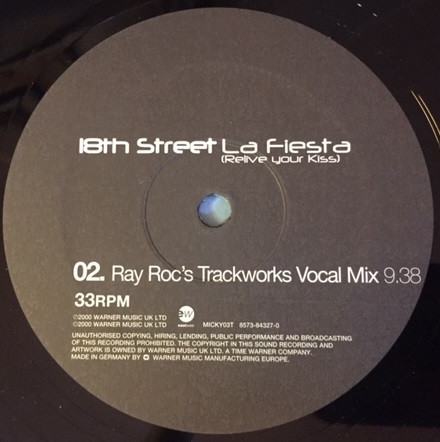 18th Street La Fiesta
(Relive your Kiss)
02. Ray Roc's Trackworks Vocal Mix 9.38
33RPM
℗2000 WARNER MUSIC UK LTD
©2000 WARNER MUSIC UK LTD
MICKY03T 8573-84327-0
UNAUTHORISED COPYING, HIRING, LENDING, PUBLIC PERFORMANCE AND BROADCASTING
OF THIS RECORDING PROHIBITED. THE COPYRIGHT IN THIS SOUND RECORDING AND
ARTWORK IS OWNED BY WARNER MUSIC UK LTD. A TIME WARNER COMPANY.
MADE IN GERMANY BY WARNER MUSIC MANUFACTURING EUROPE.